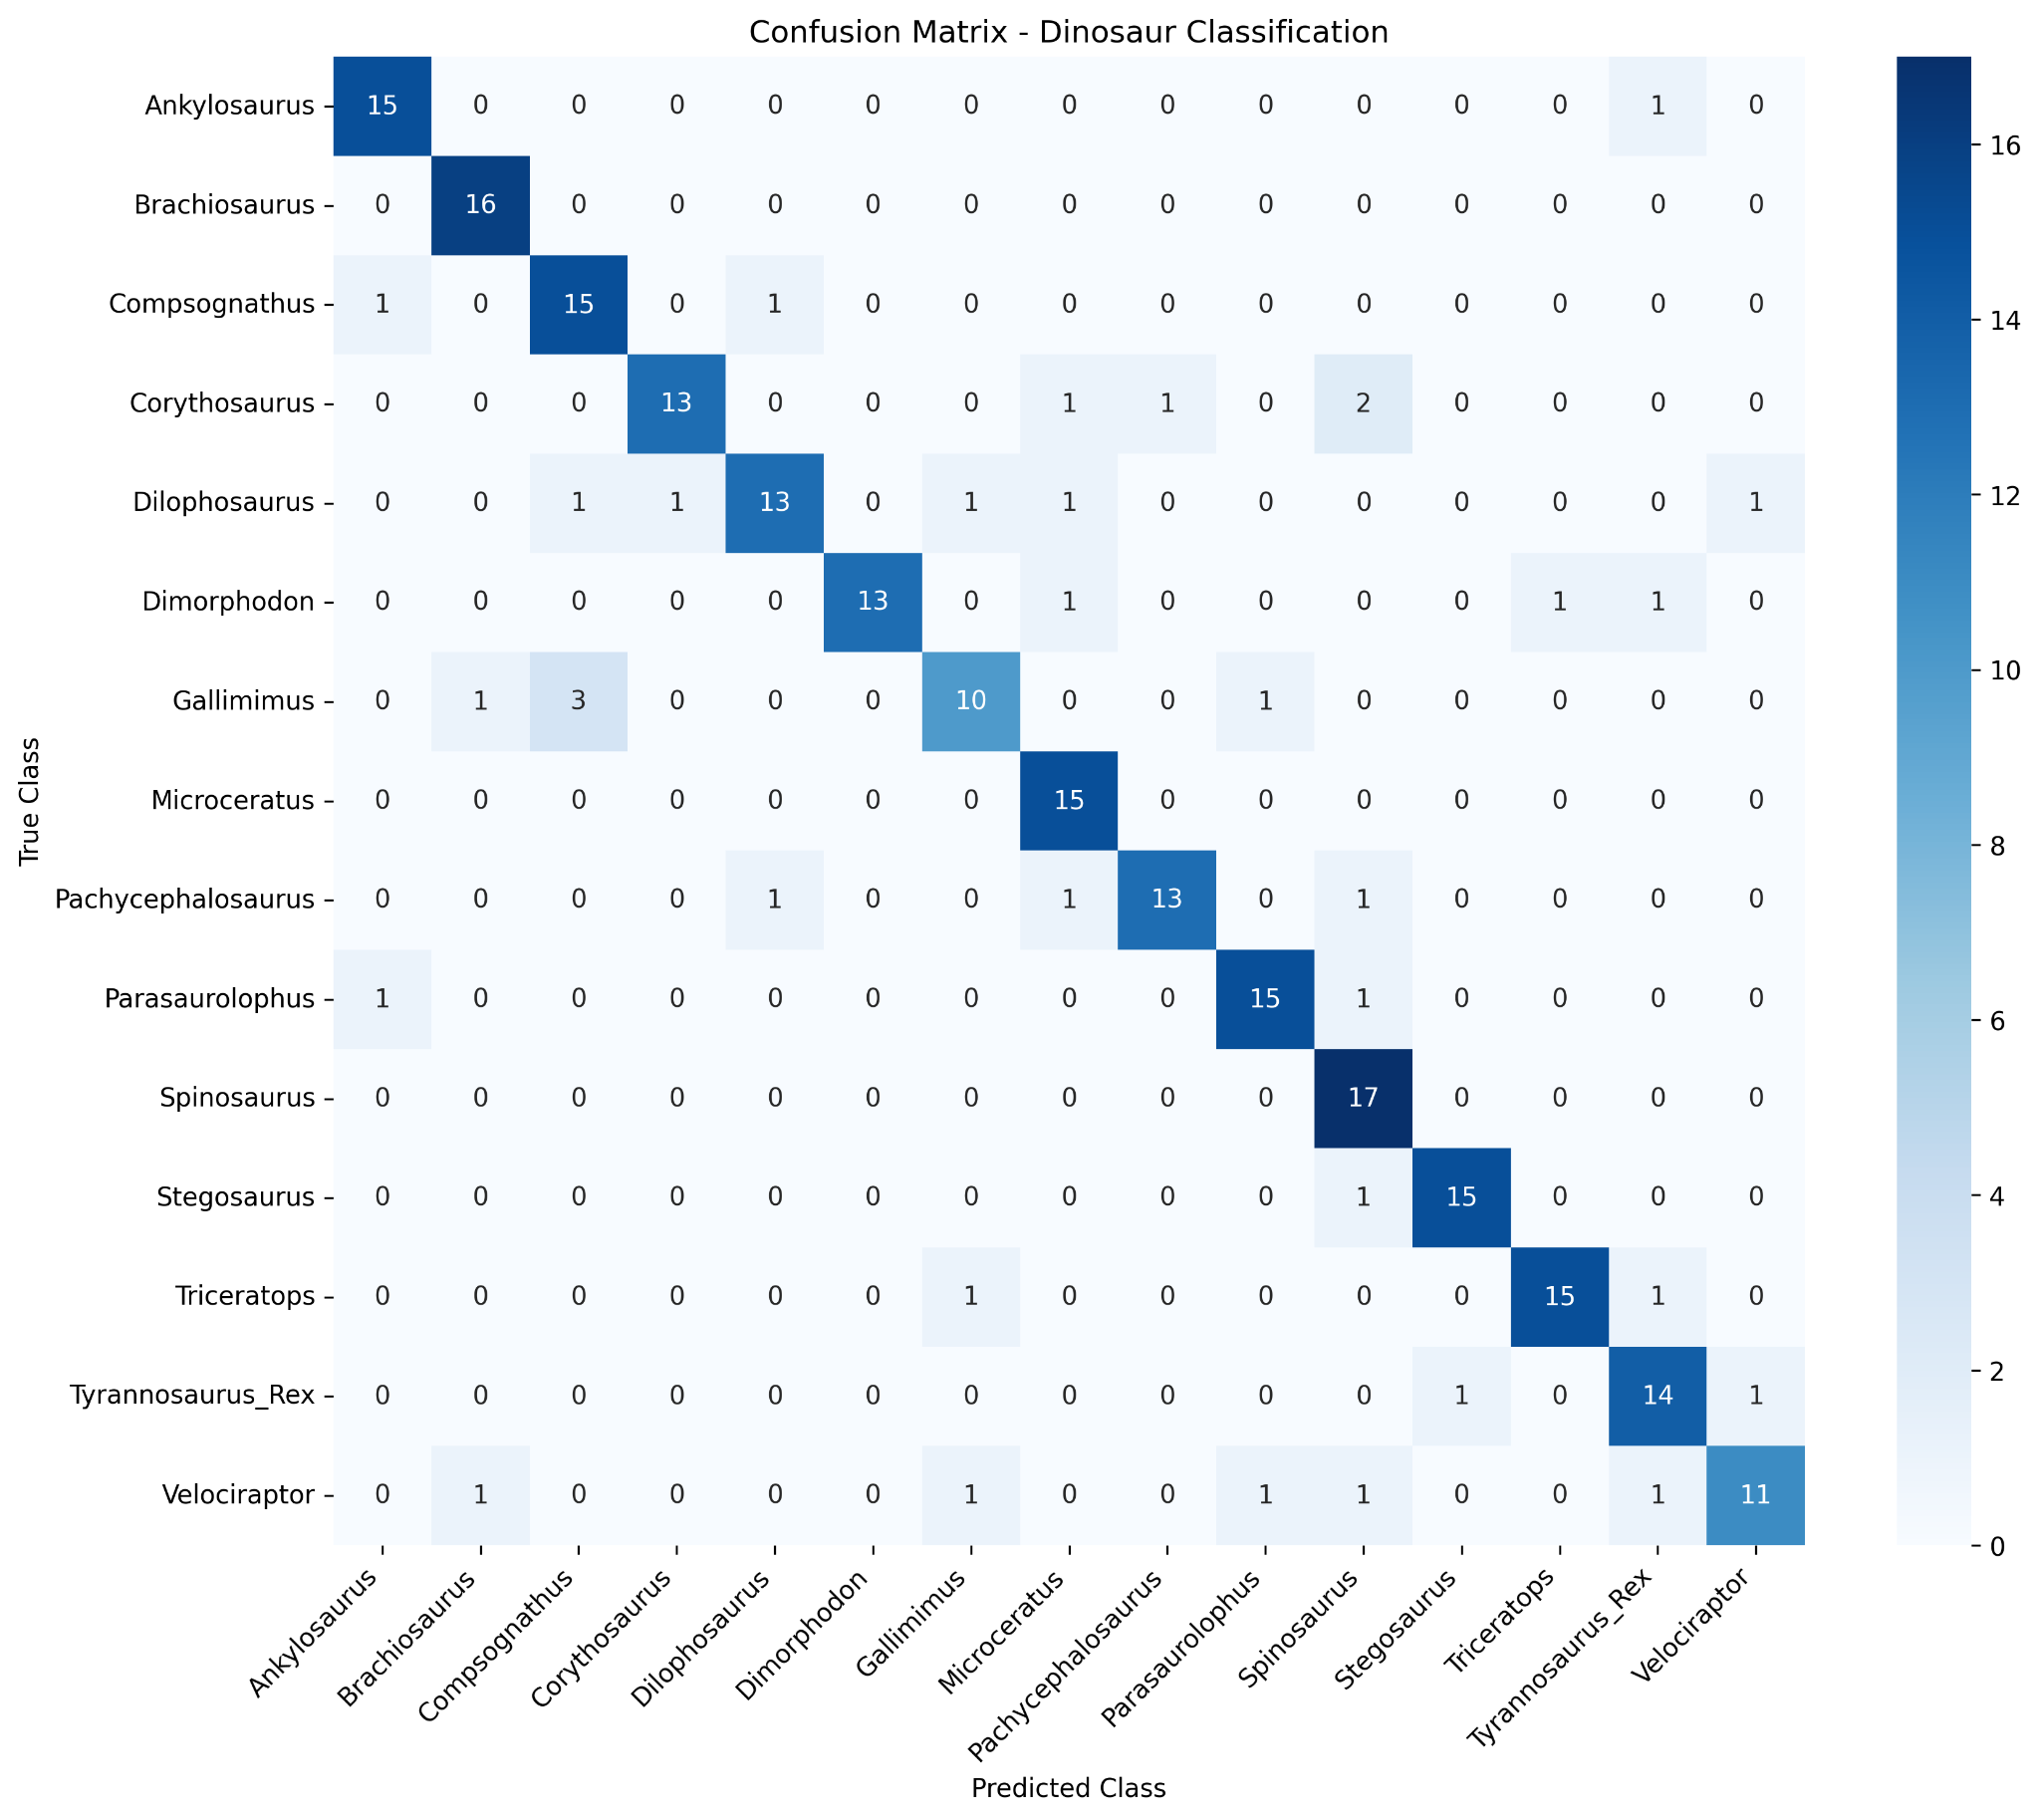 Confusion Matrix - Dinosaur Classification
Ankylosaurus 15 0 0 0 0 0 0 0 0 0 0 0 0 1 0
Brachiosaurus 0 16 0 0 0 0 0 0 0 0 0 0 0 0 0
Compsognathus 1 0 15 0 1 0 0 0 0 0 0 0 0 0 0
Corythosaurus 0 0 0 13 0 0 0 1 1 0 2 0 0 0 0
Dilophosaurus 0 0 1 1 13 0 1 1 0 0 0 0 0 0 1
Dimorphodon 0 0 0 0 0 13 0 1 0 0 0 0 1 1 0
Gallimimus 0 1 3 0 0 0 10 0 0 1 0 0 0 0 0
Microceratus 0 0 0 0 0 0 0 15 0 0 0 0 0 0 0
Pachycephalosaurus 0 0 0 0 1 0 0 1 13 0 1 0 0 0 0
Parasaurolophus 1 0 0 0 0 0 0 0 0 15 1 0 0 0 0
Spinosaurus 0 0 0 0 0 0 0 0 0 0 17 0 0 0 0
Stegosaurus 0 0 0 0 0 0 0 0 0 0 1 15 0 0 0
Triceratops 0 0 0 0 0 0 1 0 0 0 0 0 15 1 0
Tyrannosaurus_Rex 0 0 0 0 0 0 0 0 0 0 0 1 0 14 1
Velociraptor 0 1 0 0 0 0 1 0 0 1 1 0 0 1 11
True Class
Ankylosaurus
Brachiosaurus
Compsognathus
Corythosaurus
Dilophosaurus
Dimorphodon
Gallimimus
Microceratus
Pachycephalosaurus
Parasaurolophus
Spinosaurus
Stegosaurus
Triceratops
Tyrannosaurus_Rex
Velociraptor
Predicted Class
16
14
12
10
8
6
4
2
0